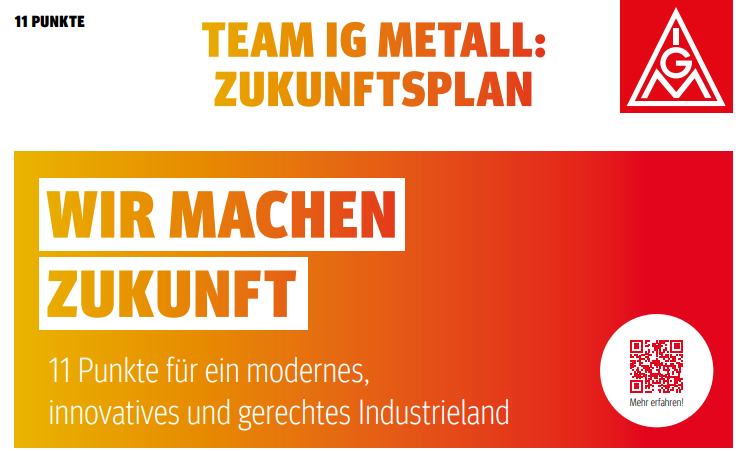 11 PUNKTE
TEAM IG METALL:
ZUKUNFTSPLAN
IGM
WIR MACHEN
ZUKUNFT
11 Punkte für ein modernes,
innovatives und gerechtes Industrieland
Mehr erfahren!